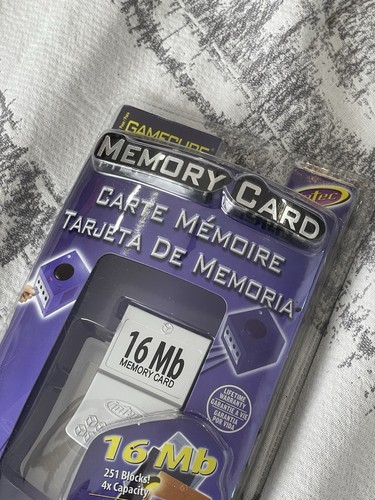 GAMECUBE
MEMORY CARD
intec
CARTE MÉMOIRE
TARJETA DE MEMORIA
16 Mb
MEMORY CARD
LIFETIME
WARRANTY
GARANTIE À VIE
GARANTÍA
POR VIDA
16 Mb
251 Blocks!
4x Capacity